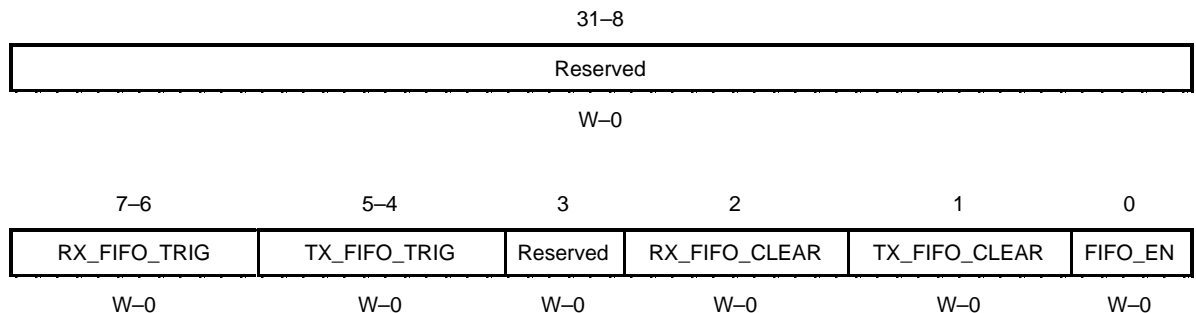 31–8
Reserved
W–0
7–6 5–4 3 2 1 0
RX_FIFO_TRIG TX_FIFO_TRIG Reserved RX_FIFO_CLEAR TX_FIFO_CLEAR FIFO_EN
W–0 W–0 W–0 W–0 W–0 W–0